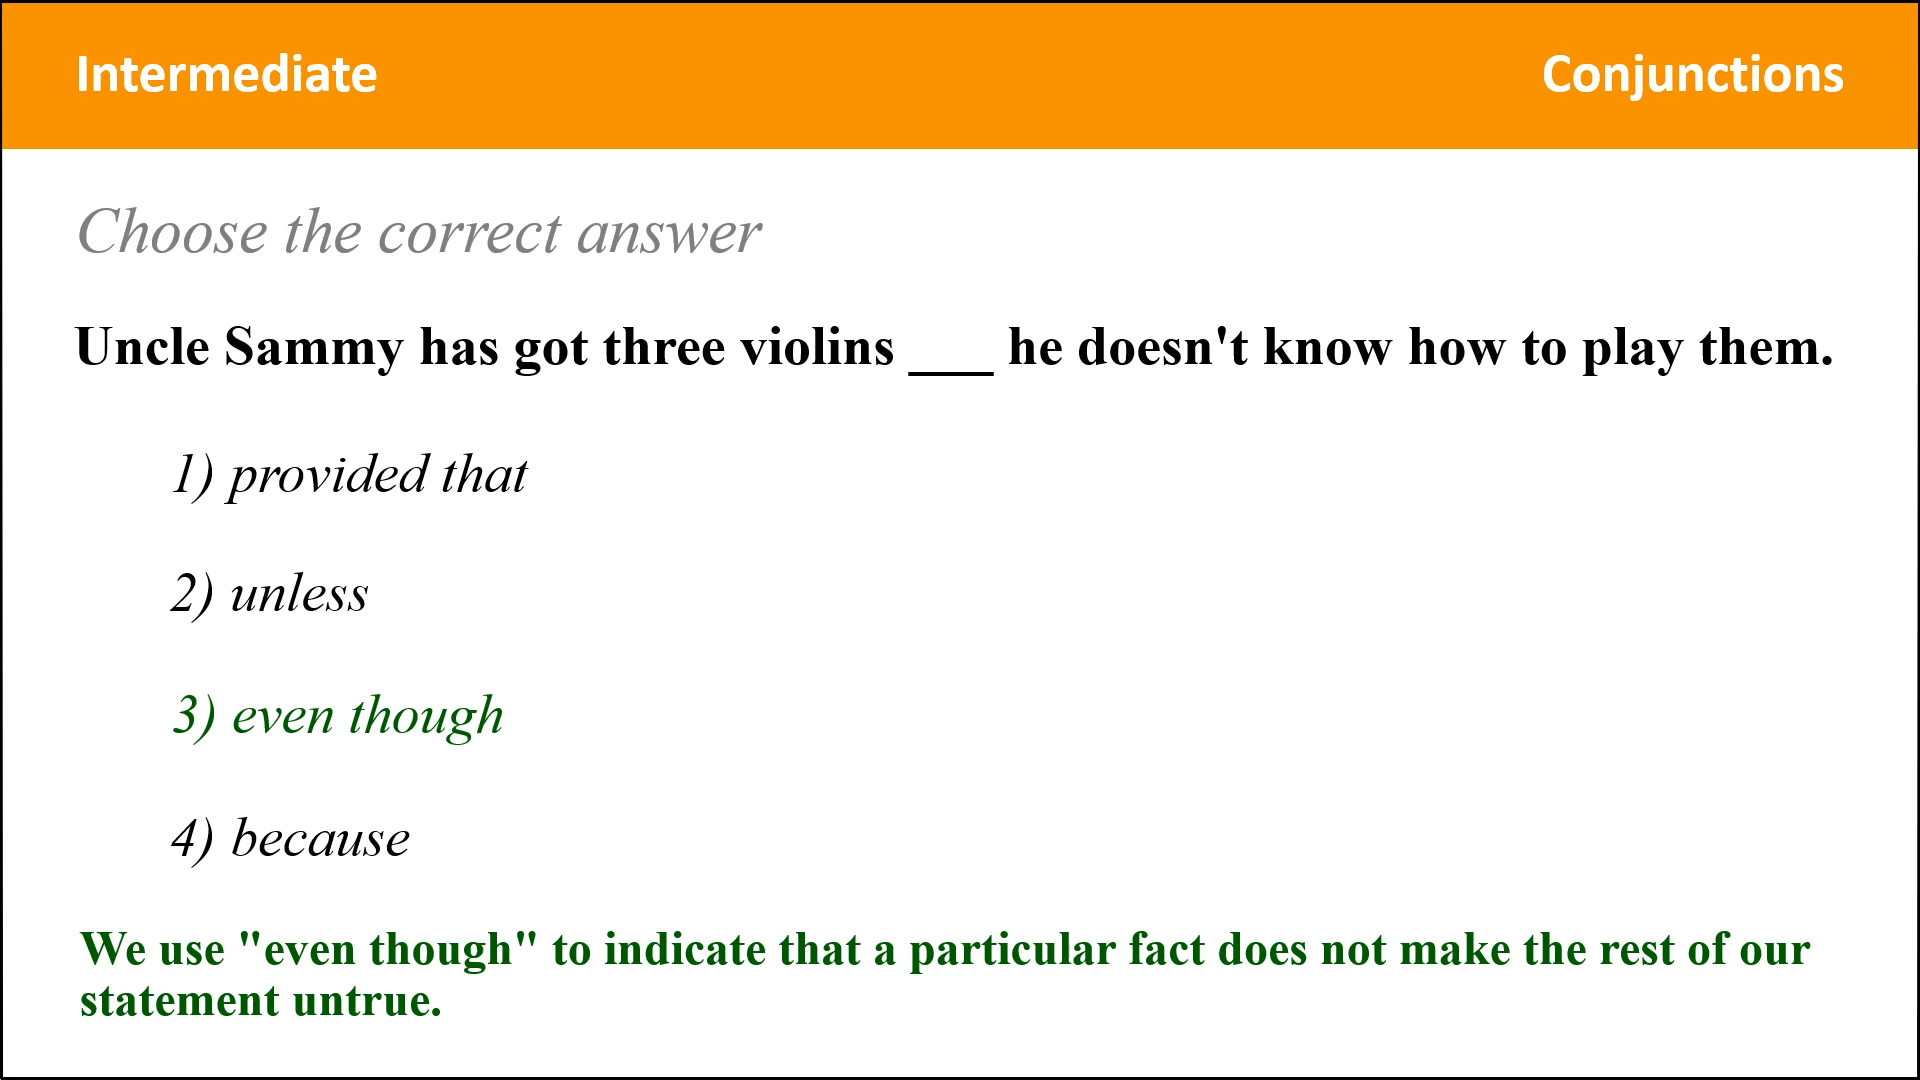 Intermediate
Conjunctions
Choose the correct answer
Uncle Sammy has got three violins ___ he doesn't know how to play them.
1) provided that
2) unless
3) even though
4) because
We use "even though" to indicate that a particular fact does not make the rest of our
statement untrue.